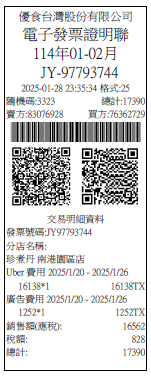 優食台灣股份有限公司
電子發票證明聯
114年01-02月
JY-97793744
2025-01-28 23:35:34 格式:25
隨機碼:3323 總計:17390
賣方:83076928 買方:76362729
交易明細資料
發票號碼:JY97793744
分店名稱:
珍煮丹 南港園區店
Uber 費用 2025/1/20 - 2025/1/26
16138*1 16138TX
廣告費用 2025/1/20 - 2025/1/26
1252*1 1252TX
銷售額(應稅): 16562
稅額: 828
總計: 17390